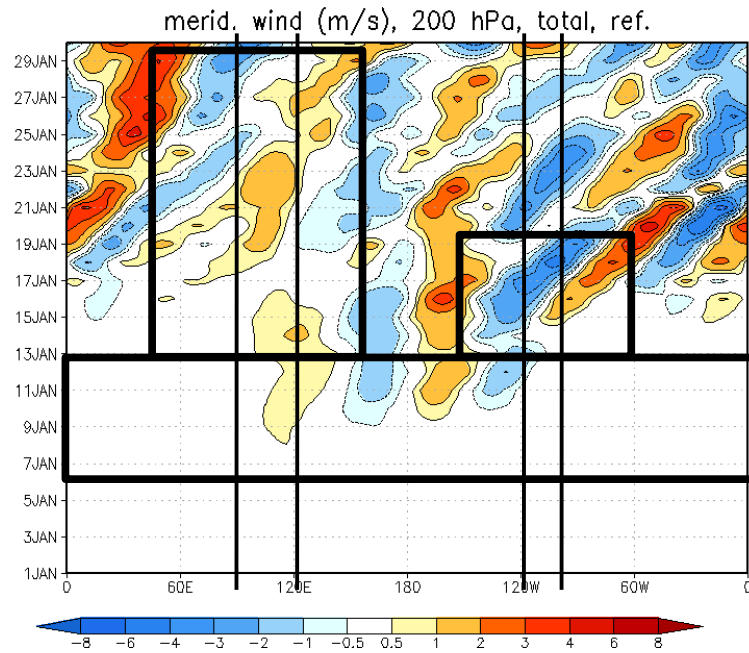 merid. wind (m/s), 200 hPa, total, ref.
29JAN
27JAN
25JAN
23JAN
21JAN
19JAN
17JAN
15JAN
13JAN
11JAN
9JAN
7JAN
5JAN
3JAN
1JAN
0 60E 120E 180 120W 60W 0
-8 -6 -4 -3 -2 -1 -0.5 0.5 1 2 3 4 6 8